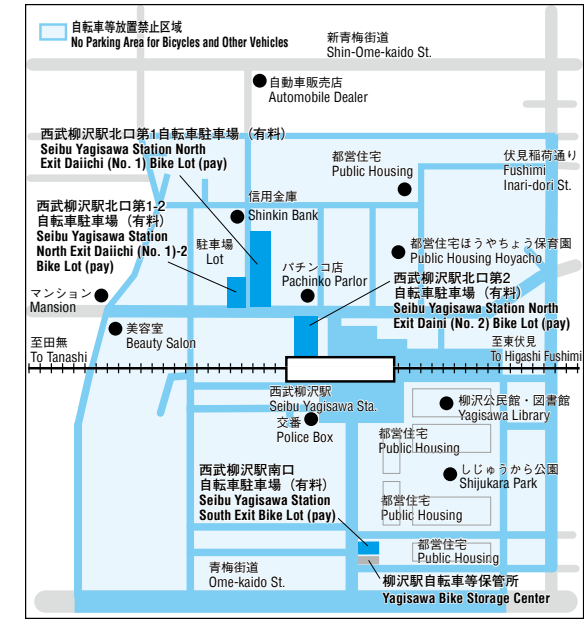 自転車等放置禁止区域
No Parking Area for Bicycles and Other Vehicles
新青梅街道
Shin-Ome-kaido St.
自動車販売店
Automobile Dealer
西武柳沢駅北口第1自転車駐車場（有料）
Seibu Yagisawa Station North
Exit Daiichi (No. 1) Bike Lot (pay)
都営住宅
Public Housing
伏見稲荷通り
Fushimi
Inari-dori St.
西武柳沢駅北口第1-2
自転車駐車場（有料）
Seibu Yagisawa Station
North Exit Daiichi (No. 1)-2
Bike Lot (pay)
信用金庫
Shinkin Bank
駐車場
Lot
都営住宅ほうやちょう保育園
Public Housing Hoyacho
パチンコ店
Pachinko Parlor
西武柳沢駅北口第2
自転車駐車場（有料）
Seibu Yagisawa Station North
Exit Daini (No. 2) Bike Lot (pay)
マンション
Mansion
美容室
Beauty Salon
至田無
To Tanashi
至東伏見
To Higashi Fushimi
西武柳沢駅
Seibu Yagisawa Sta.
交番
Police Box
柳沢公民館・図書館
Yagisawa Library
都営住宅
Public Housing
西武柳沢駅南口
自転車駐車場（有料）
Seibu Yagisawa Station
South Exit Bike Lot (pay)
しじゅうから公園
Shijukara Park
都営住宅
Public Housing
都営住宅
Public Housing
青梅街道
Ome-kaido St.
柳沢駅自転車等保管所
Yagisawa Bike Storage Center